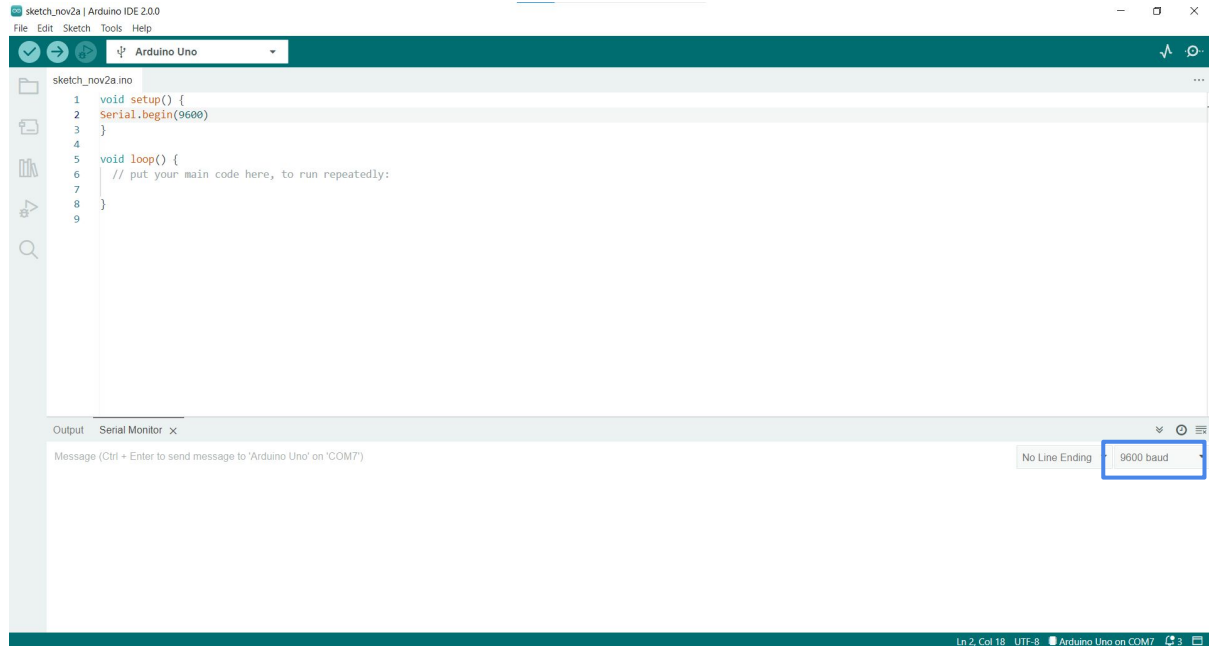 sketch_nov2a | Arduino IDE 2.0.0
File Edit Sketch Tools Help
Arduino Uno
sketch_nov2a.ino
...
1 void setup() {
2 Serial.begin(9600)
3 }
4
5 void loop() {
6 // put your main code here, to run repeatedly:
7
8 }
9
Output Serial Monitor
Message (Ctrl + Enter to send message to 'Arduino Uno' on 'COM7')
No Line Ending 9600 baud
Ln 2, Col 18 UTF-8 Arduino Uno on COM7 3